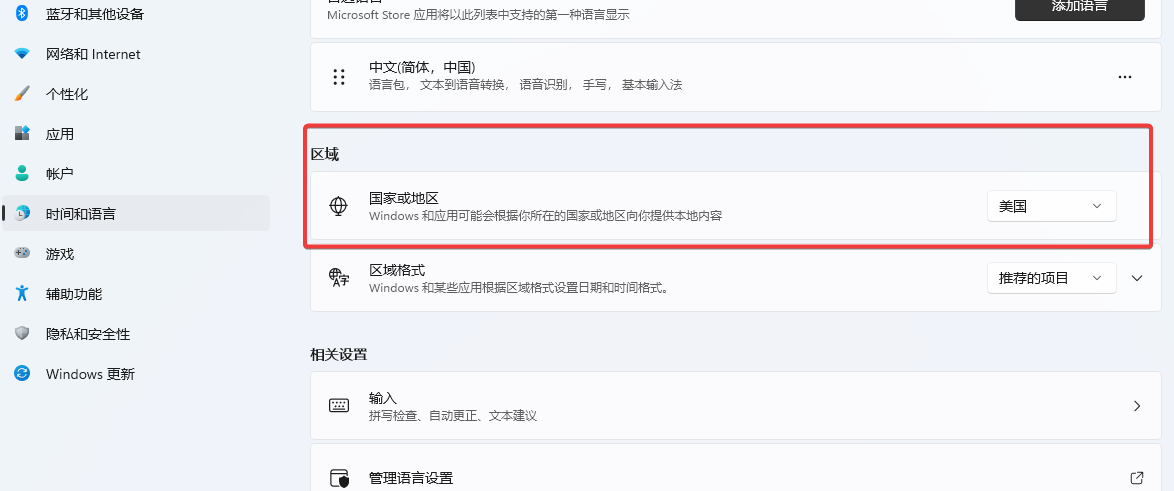 蓝牙和其他设备
网络和 Internet
个性化
应用
帐户
时间和语言
游戏
辅助功能
隐私和安全性
Windows 更新
Microsoft Store 应用将以此列表中支持的第一种语言显示
添加语言
中文(简体，中国)
语言包， 文本到语音转换， 语音识别， 手写， 基本输入法
区域
国家或地区
Windows 和应用可能会根据你所在的国家或地区向你提供本地内容
美国
区域格式
Windows 和某些应用根据区域格式设置日期和时间格式。
推荐的项目
相关设置
输入
拼写检查、自动更正、文本建议
管理语言设置